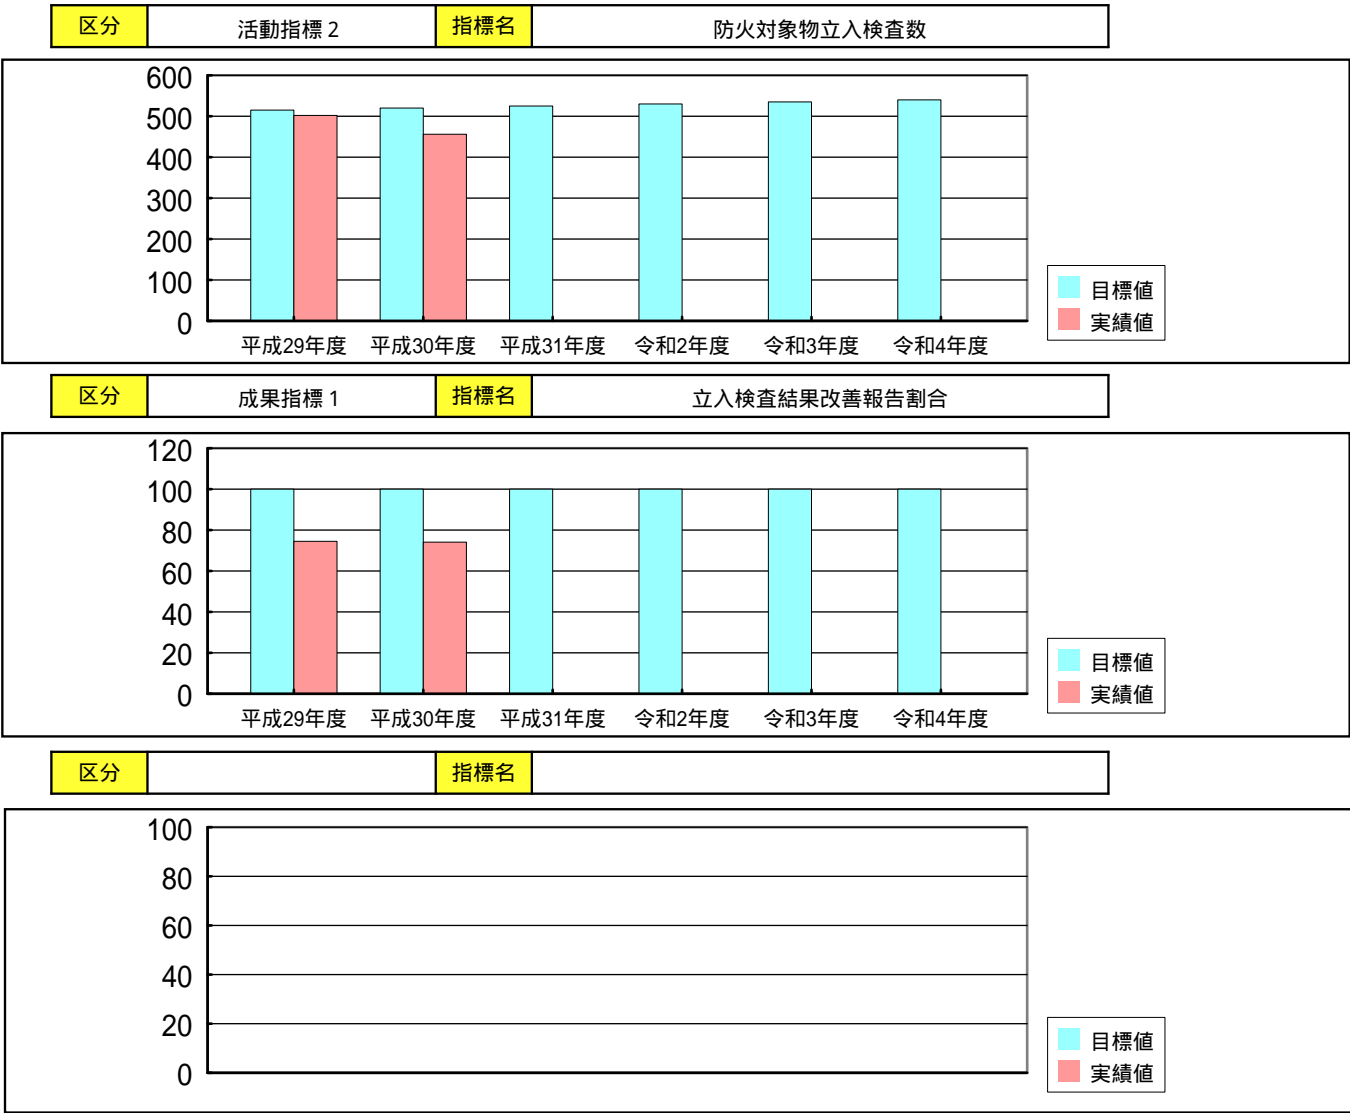 区分 活動指標２ 指標名 防火対象物立入検査数
600
500
400
300
200
100
0
平成29年度 平成30年度 平成31年度 令和2年度 令和3年度 令和4年度
目標値
実績値
区分 成果指標１ 指標名 立入検査結果改善報告割合
120
100
80
60
40
20
0
平成29年度 平成30年度 平成31年度 令和2年度 令和3年度 令和4年度
目標値
実績値
区分 指標名
100
80
60
40
20
0
目標値
実績値